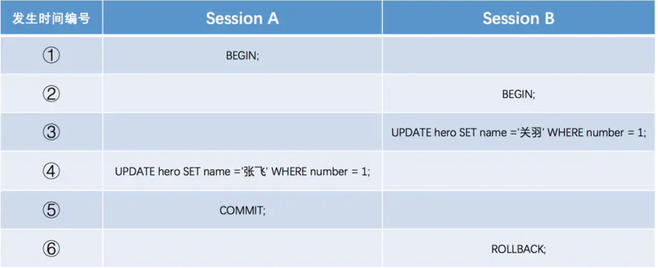 发生时间编号 Session A Session B
① BEGIN;
② BEGIN;
③ UPDATE hero SET name ='关羽' WHERE number = 1;
④ UPDATE hero SET name ='张飞' WHERE number = 1;
⑤ COMMIT;
⑥ ROLLBACK;